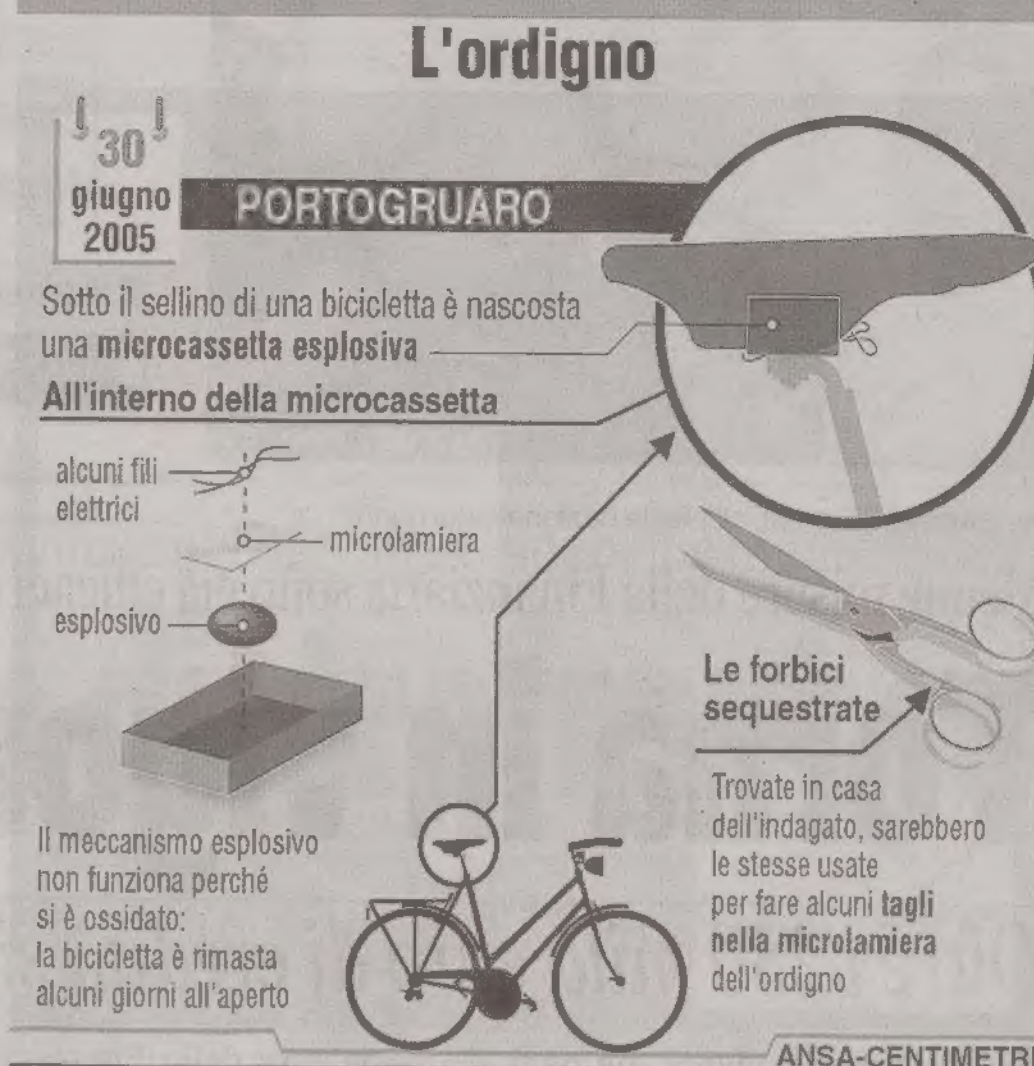 L'ordigno
30
giugno
2005
PORTOGRUARO
Sotto il sellino di una bicicletta è nascosta
una microcassetta esplosiva
All'interno della microcassetta
alcuni fili
elettrici
microlamiera
esplosivo
Il meccanismo esplosivo
non funziona perché
si è ossidato:
la bicicletta è rimasta
alcuni giorni all'aperto
Le forbici
sequestrate
Trovate in casa
dell'indagato, sarebbero
le stesse usate
per fare alcuni tagli
nella microlamiera
dell'ordigno
ANSA-CENTIMETRI